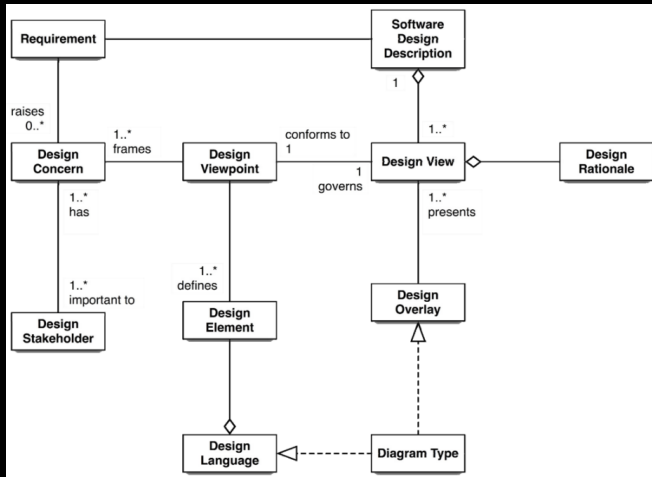 Requirement
Software
Design
Description
1
raises
0..*
1..*
frames
conforms to
1
1..*
1
governs
Design
Concern
Design
Viewpoint
Design View
Design
Rationale
1..*
has
1..*
presents
1..*
important to
1..*
defines
Design
Stakeholder
Design
Element
Design
Overlay
Design
Language
Diagram Type